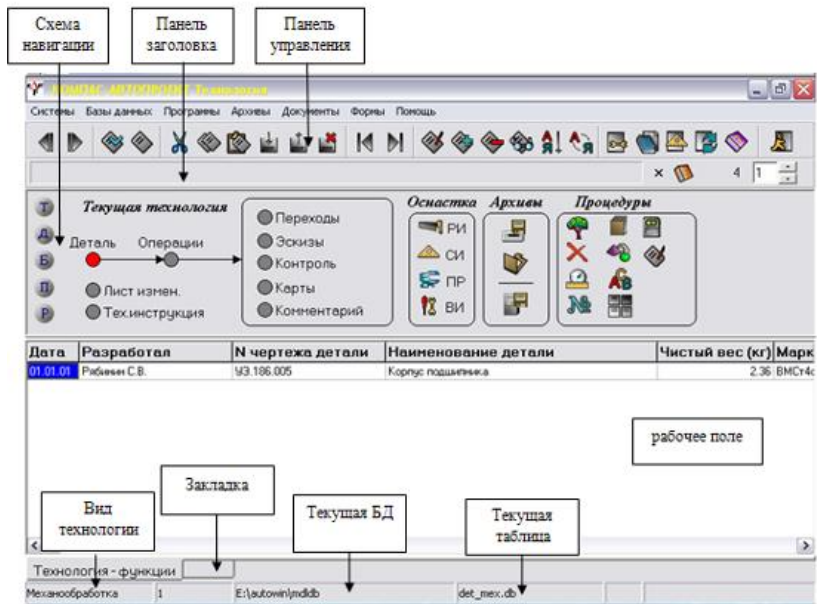 Схема навигации
Панель заголовка
Панель управления
КОМПАС АВТОПРОЕКТ Технология
Системы Базы данных Программы Архивы Документы Формы Помощь
4 1
Т
Д
Б
П
Р
Текущая технология
Деталь Операции
Лист измен.
Тех.инструкция
Переходы
Эскизы
Контроль
Карты
Комментарий
Оснастка
РИ
СИ
ПР
ВИ
Архивы
Процедуры
Дата Разработал N чертежа детали Наименование детали Чистый вес (кг) Марк
01.01.01 Рябинин С.В. УЭ.186.005 Корпус подшипника 2.36 ВМСт4с
рабочее поле
Вид технологии
Закладка
Текущая БД
Текущая таблица
Технология - функции
Механообработка 1 E:\autowin\mdldb det_mex.db